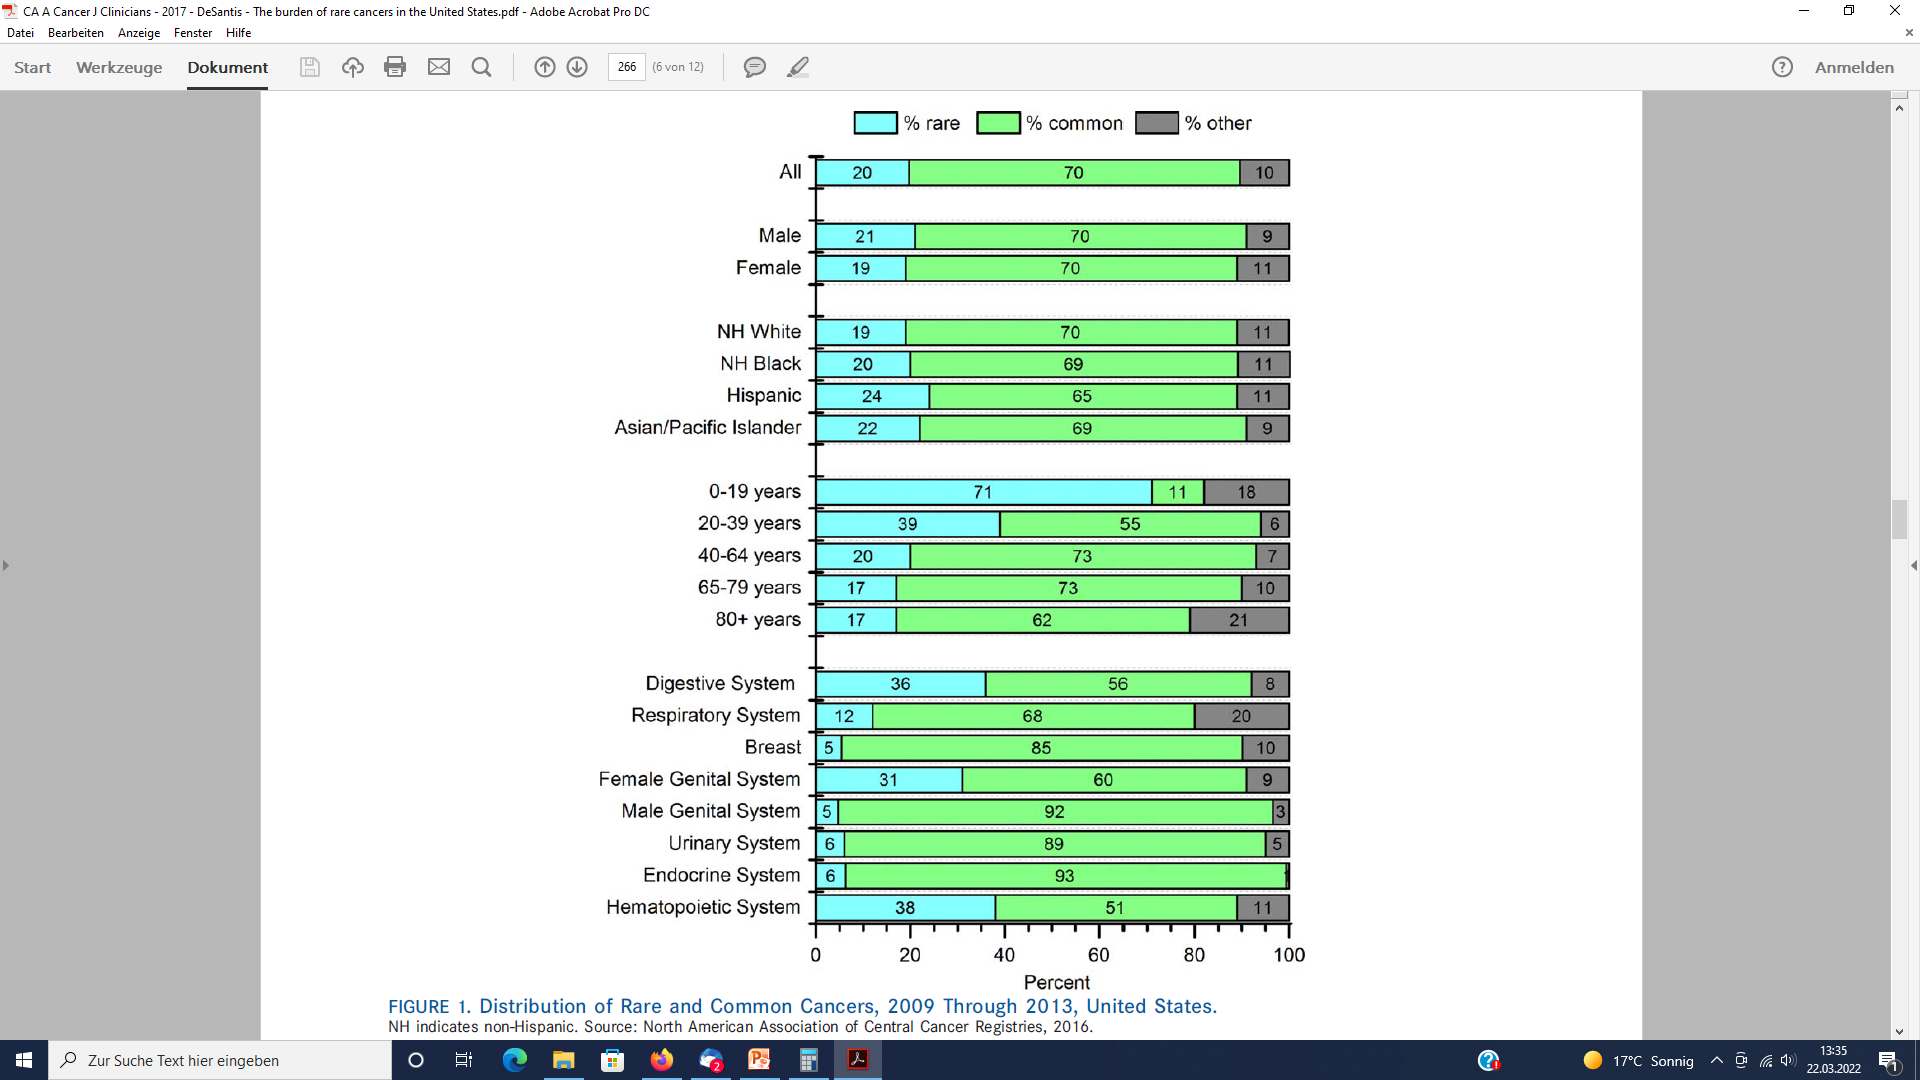 CA A Cancer J Clinicians - 2017 - DeSantis - The burden of rare cancers in the United States.pdf - Adobe Acrobat Pro DC
Datei Bearbeiten Anzeige Fenster Hilfe
Start Werkzeuge Dokument 266 (6 von 12) Anmelden
% rare % common % other
All 20 70 10
Male 21 70 9
Female 19 70 11
NH White 19 70 11
NH Black 20 69 11
Hispanic 24 65 11
Asian/Pacific Islander 22 69 9
0-19 years 71 11 18
20-39 years 39 55 6
40-64 years 20 73 7
65-79 years 17 73 10
80+ years 17 62 21
Digestive System 36 56 8
Respiratory System 12 68 20
Breast 5 85 10
Female Genital System 31 60 9
Male Genital System 5 92 3
Urinary System 6 89 5
Endocrine System 6 93 1
Hematopoietic System 38 51 11
0 20 40 60 80 100
Percent
FIGURE 1. Distribution of Rare and Common Cancers, 2009 Through 2013, United States.
NH indicates non-Hispanic. Source: North American Association of Central Cancer Registries, 2016.
Zur Suche Text hier eingeben 2 17°C Sonnig 13:35
22.03.2022 1